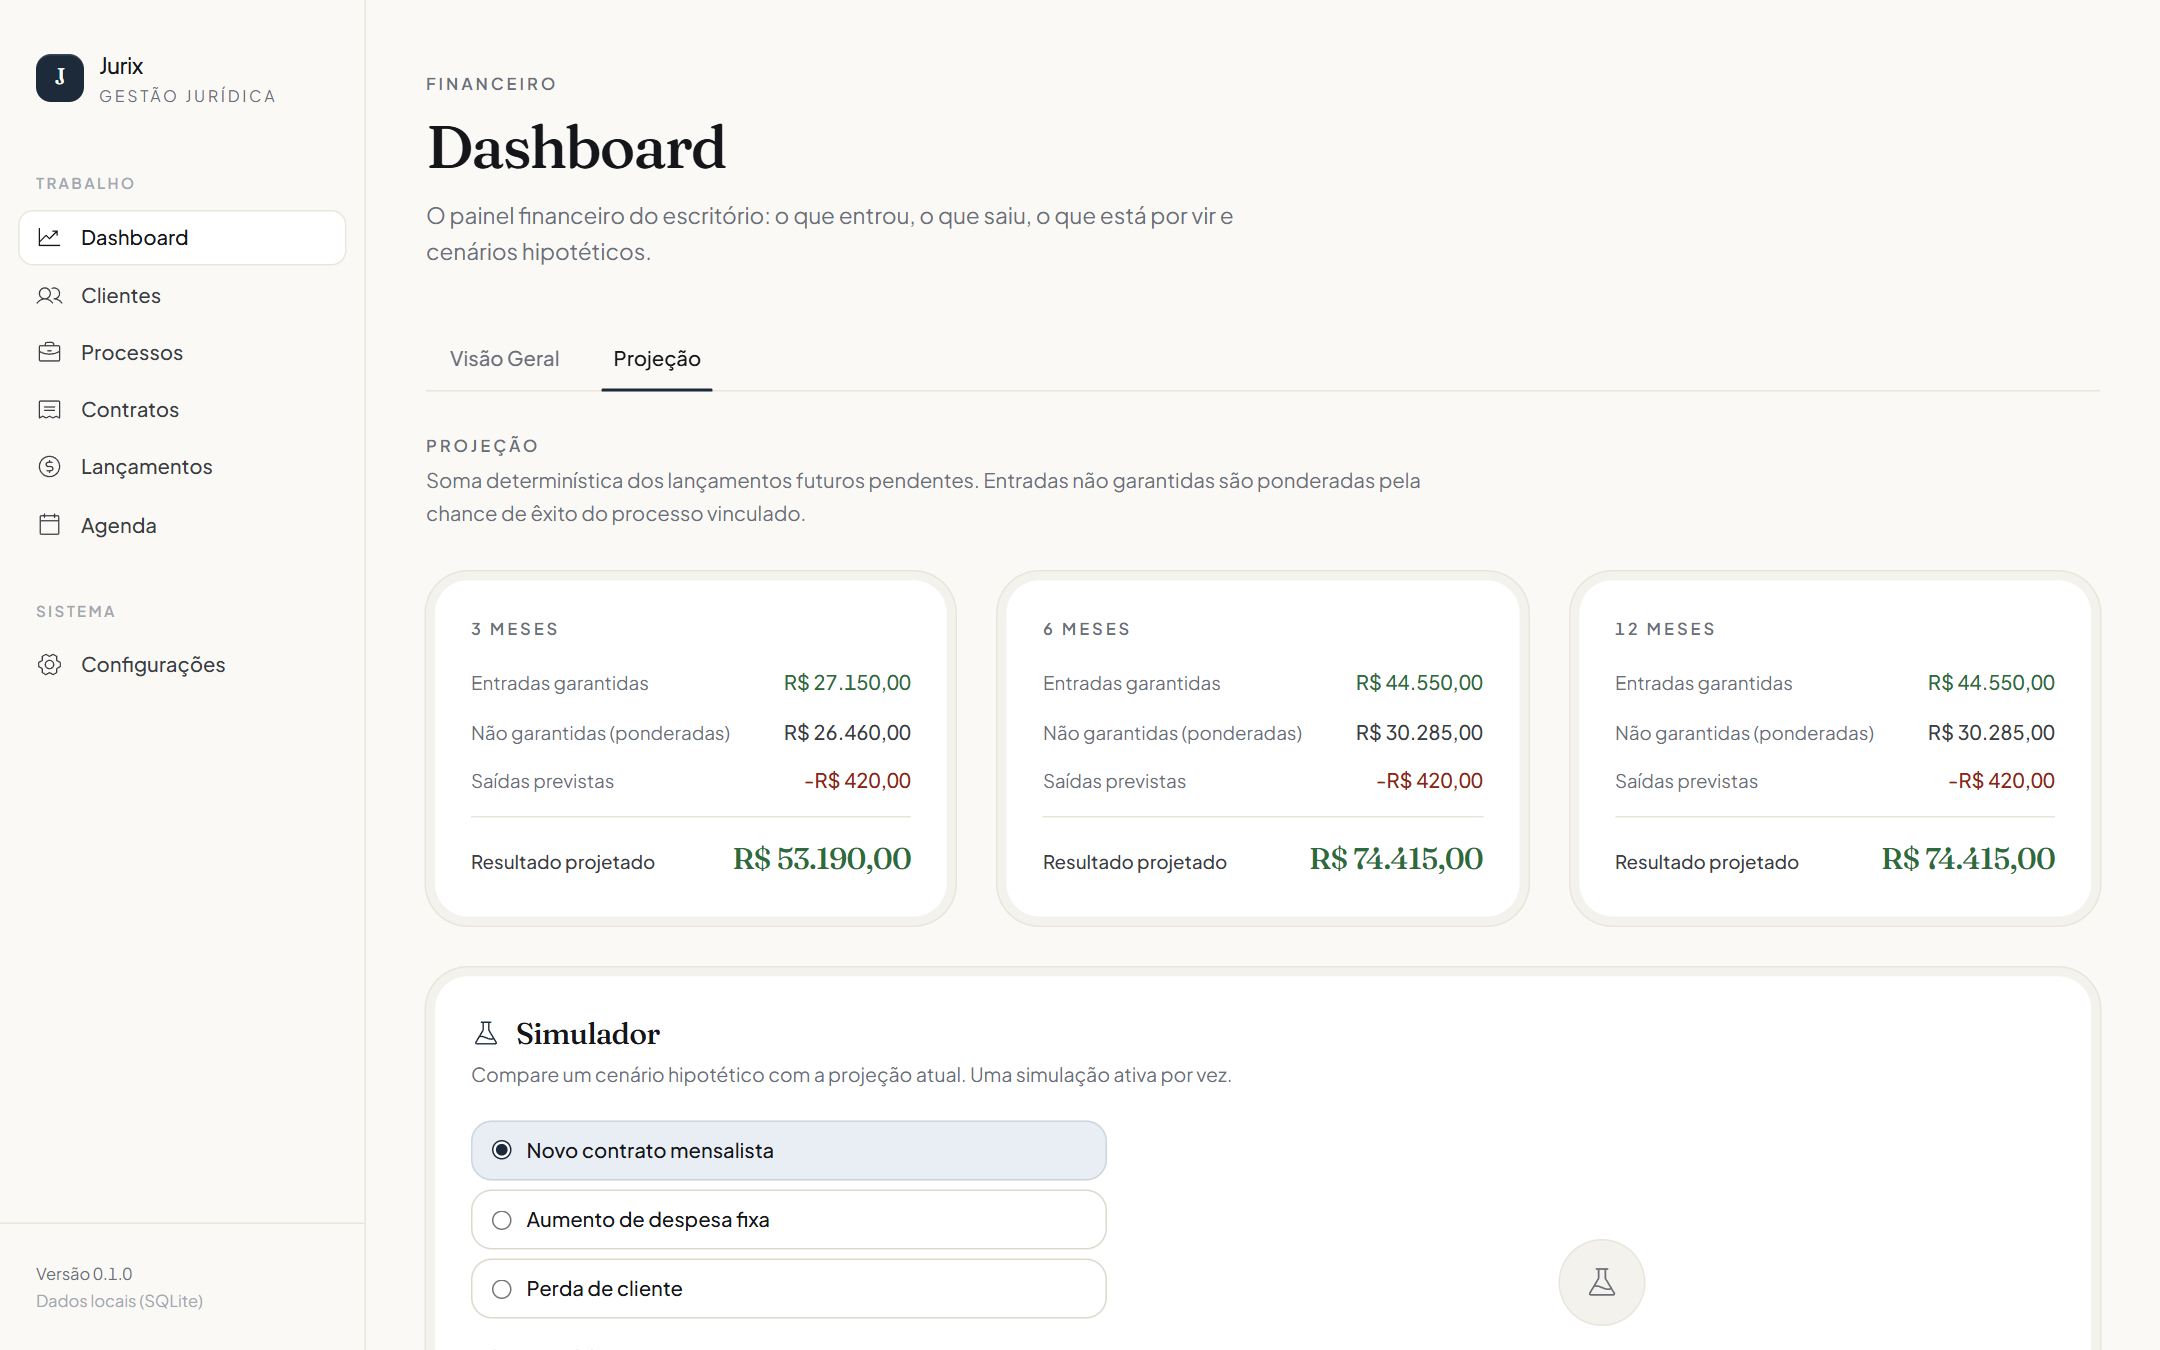 J
Jurix
GESTÃO JURÍDICA
TRABALHO
Dashboard
Clientes
Processos
Contratos
Lançamentos
Agenda
SISTEMA
Configurações
Versão 0.1.0
Dados locais (SQLite)
FINANCEIRO
Dashboard
O painel financeiro do escritório: o que entrou, o que saiu, o que está por vir e
cenários hipotéticos.
Visão Geral
Projeção
PROJEÇÃO
Soma determinística dos lançamentos futuros pendentes. Entradas não garantidas são ponderadas pela
chance de êxito do processo vinculado.
3 MESES
Entradas garantidas R$ 27.150,00
Não garantidas (ponderadas) R$ 26.460,00
Saídas previstas -R$ 420,00
Resultado projetado R$ 53.190,00
6 MESES
Entradas garantidas R$ 44.550,00
Não garantidas (ponderadas) R$ 30.285,00
Saídas previstas -R$ 420,00
Resultado projetado R$ 74.415,00
12 MESES
Entradas garantidas R$ 44.550,00
Não garantidas (ponderadas) R$ 30.285,00
Saídas previstas -R$ 420,00
Resultado projetado R$ 74.415,00
Simulador
Compare um cenário hipotético com a projeção atual. Uma simulação ativa por vez.
Novo contrato mensalista
Aumento de despesa fixa
Perda de cliente